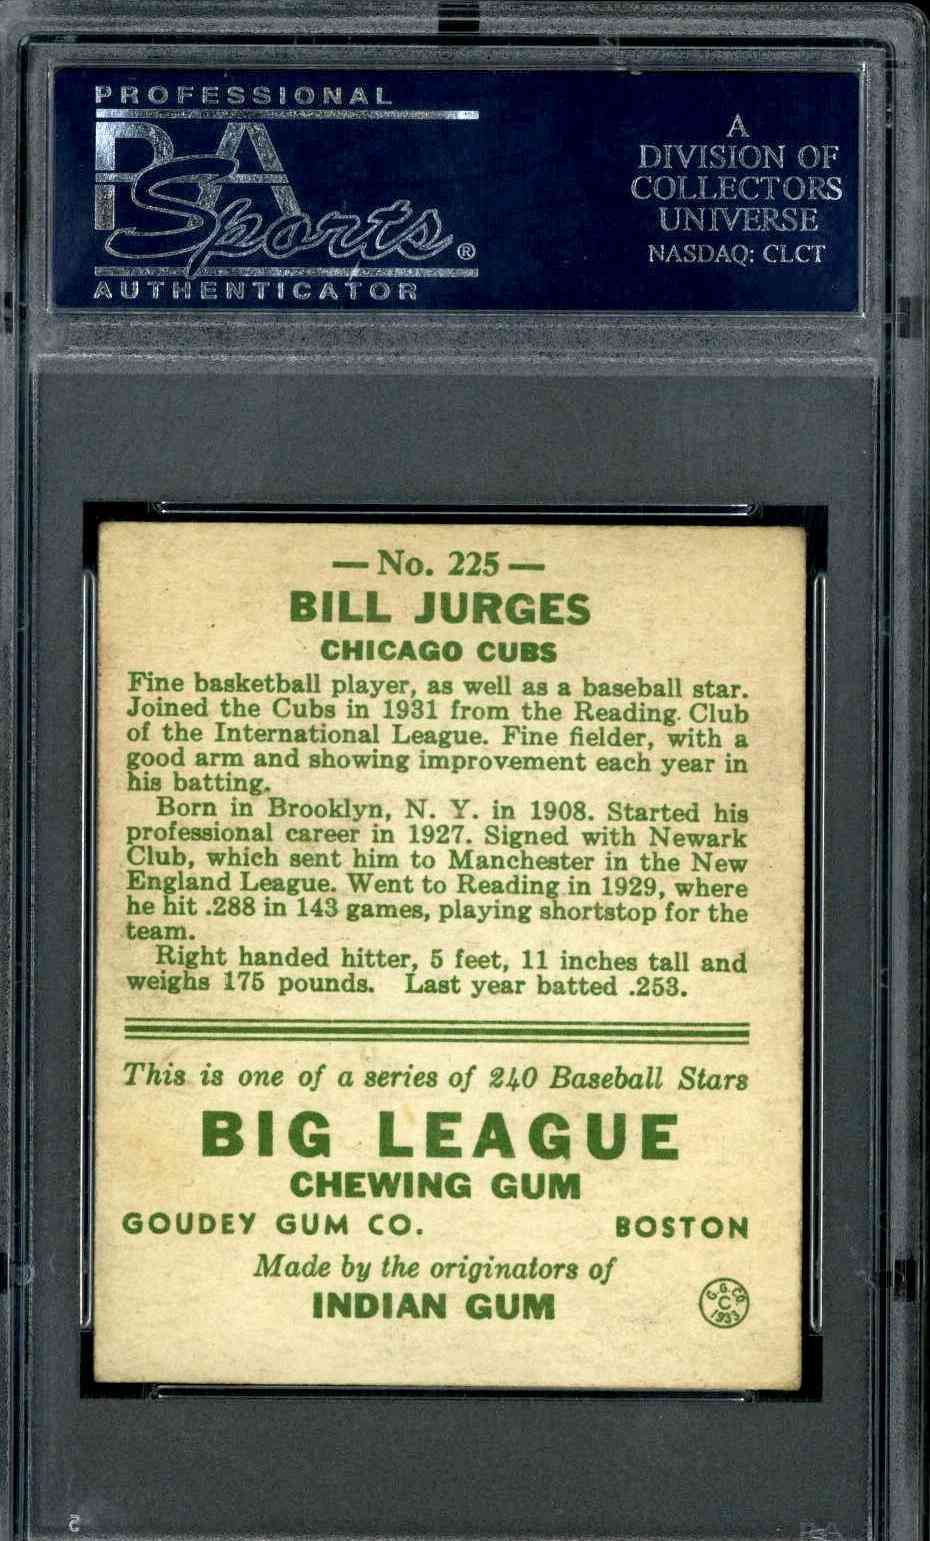 PROFESSIONAL
PSA
Sports®
AUTHENTICATOR
A
DIVISION OF
COLLECTORS
UNIVERSE
NASDAQ: CLCT
— No. 225 —
BILL JURGES
CHICAGO CUBS
Fine basketball player, as well as a baseball star.
Joined the Cubs in 1931 from the Reading Club
of the International League. Fine fielder, with a
good arm and showing improvement each year in
his batting.
Born in Brooklyn, N. Y. in 1908. Started his
professional career in 1927. Signed with Newark
Club, which sent him to Manchester in the New
England League. Went to Reading in 1929, where
he hit .288 in 143 games, playing shortstop for the
team.
Right handed hitter, 5 feet, 11 inches tall and
weighs 175 pounds. Last year batted .253.
This is one of a series of 240 Baseball Stars
BIG LEAGUE
CHEWING GUM
GOUDEY GUM CO. BOSTON
Made by the originators of
INDIAN GUM
G.G.CO.
C
1933